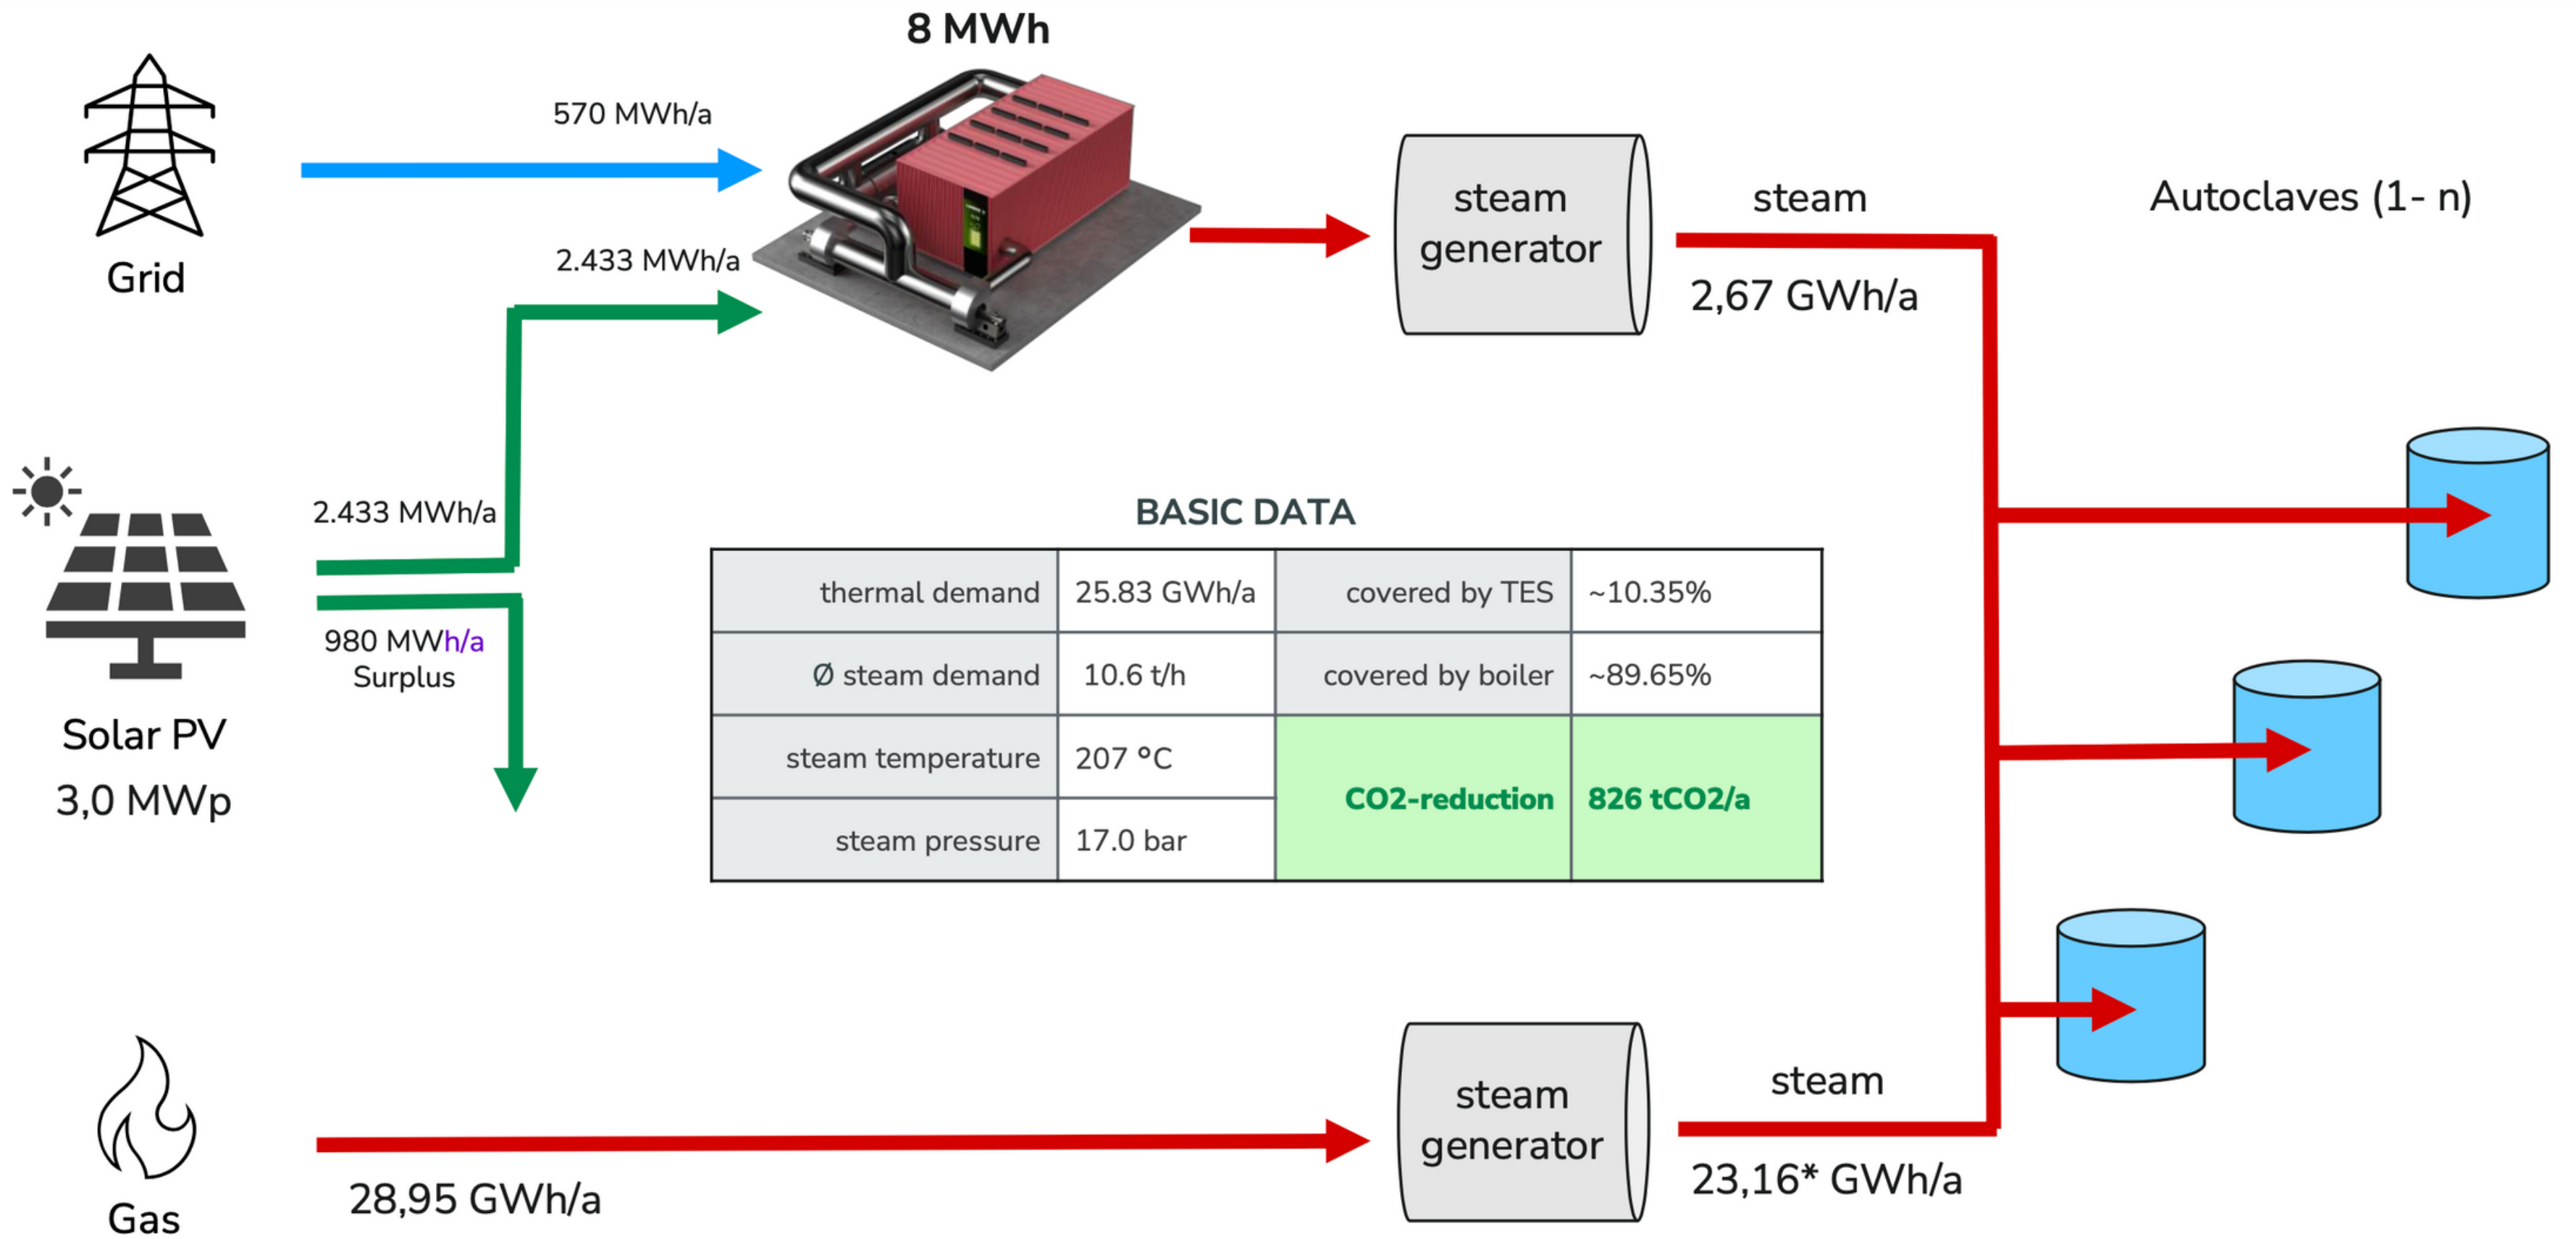 8 MWh
570 MWh/a
Grid
2.433 MWh/a
steam
generator
steam
2,67 GWh/a
Autoclaves (1- n)
2.433 MWh/a
980 MWh/a
Surplus
Solar PV
3,0 MWp
BASIC DATA
thermal demand 25.83 GWh/a covered by TES ~10.35%
Ø steam demand 10.6 t/h covered by boiler ~89.65%
steam temperature 207 °C
CO2-reduction 826 tCO2/a
steam pressure 17.0 bar
Gas
28,95 GWh/a
steam
generator
steam
23,16* GWh/a